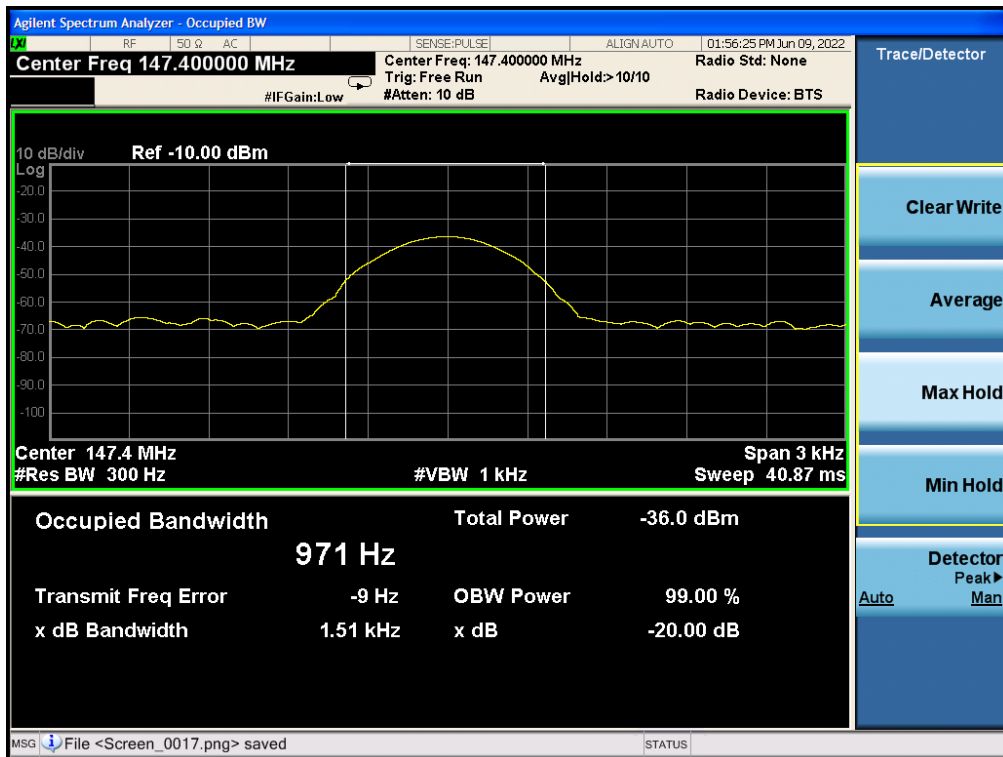 Agilent Spectrum Analyzer - Occupied BW
LXI RF 50 Ω AC SENSE:PULSE ALIGN AUTO 01:56:25 PM Jun 09, 2022
Center Freq 147.400000 MHz
Center Freq: 147.400000 MHz
Radio Std: None
Trig: Free Run Avg|Hold:> 10/10
#IFGain:Low #Atten: 10 dB Radio Device: BTS
10 dB/div Ref -10.00 dBm
Log
-20.0
-30.0
-40.0
-50.0
-60.0
-70.0
-80.0
-90.0
-100
Center 147.4 MHz Span 3 kHz
#Res BW 300 Hz #VBW 1 kHz Sweep 40.87 ms
Occupied Bandwidth Total Power -36.0 dBm
971 Hz
Transmit Freq Error -9 Hz OBW Power 99.00 %
x dB Bandwidth 1.51 kHz x dB -20.00 dB
MSG File <Screen_0017.png> saved STATUS
Trace/Detector
Clear Write
Average
Max Hold
Min Hold
Detector
Peak▶
Auto Man